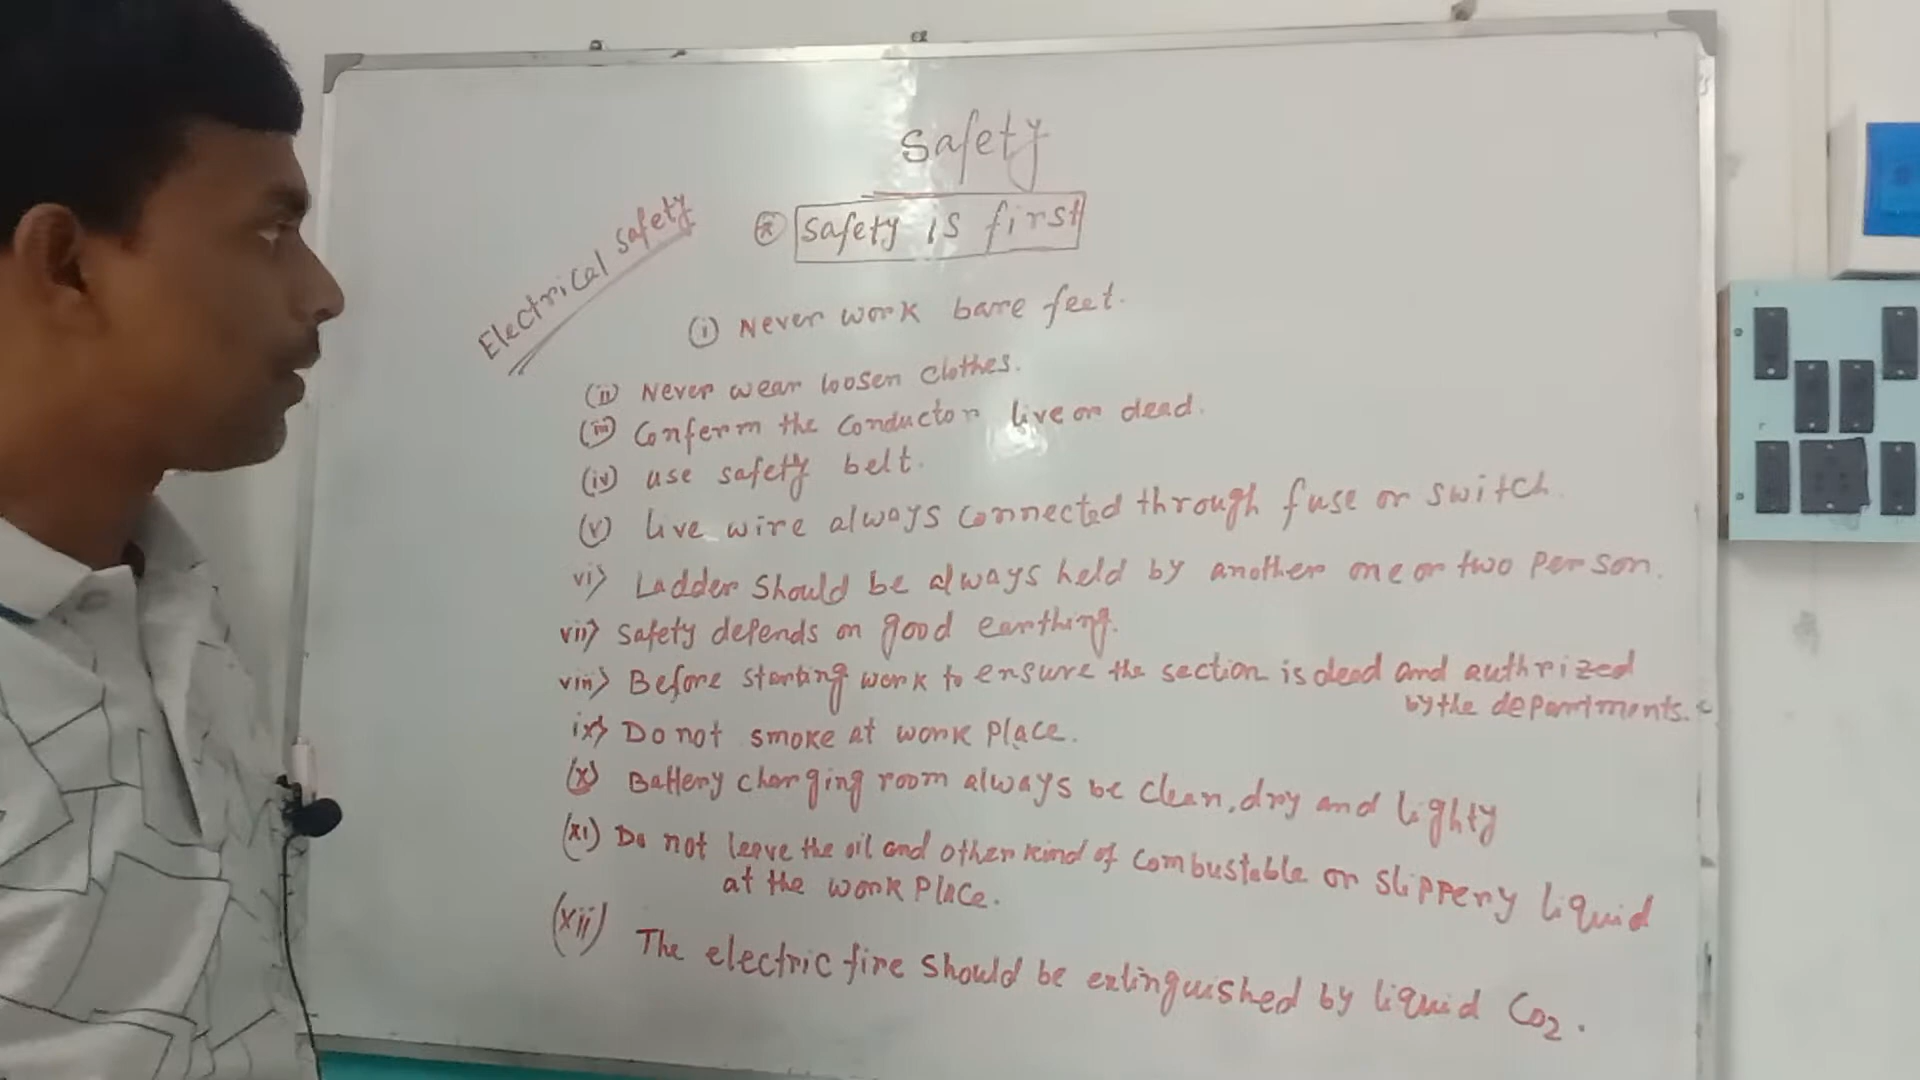 Safety
Electrical safety
safety is first
(i) Never work bare feet.
(ii) Never wear loosen clothes.
(iii) Conferm the conductor live or dead.
(iv) use safety belt.
(v) live wire always connected through fuse or switch.
vi) Ladder should be always held by another one or two person.
vii) safety depends on good earthing.
viii) Before starting work to ensure the section is dead and authrized
by the departments.
ix) Do not smoke at work place.
(x) Battery charging room always be clean, dry and lighty
(xi) Do not leave the oil and other kind of combustable or slippery liquid
at the work place.
(xii) The electric fire should be extinguished by liquid CO2.